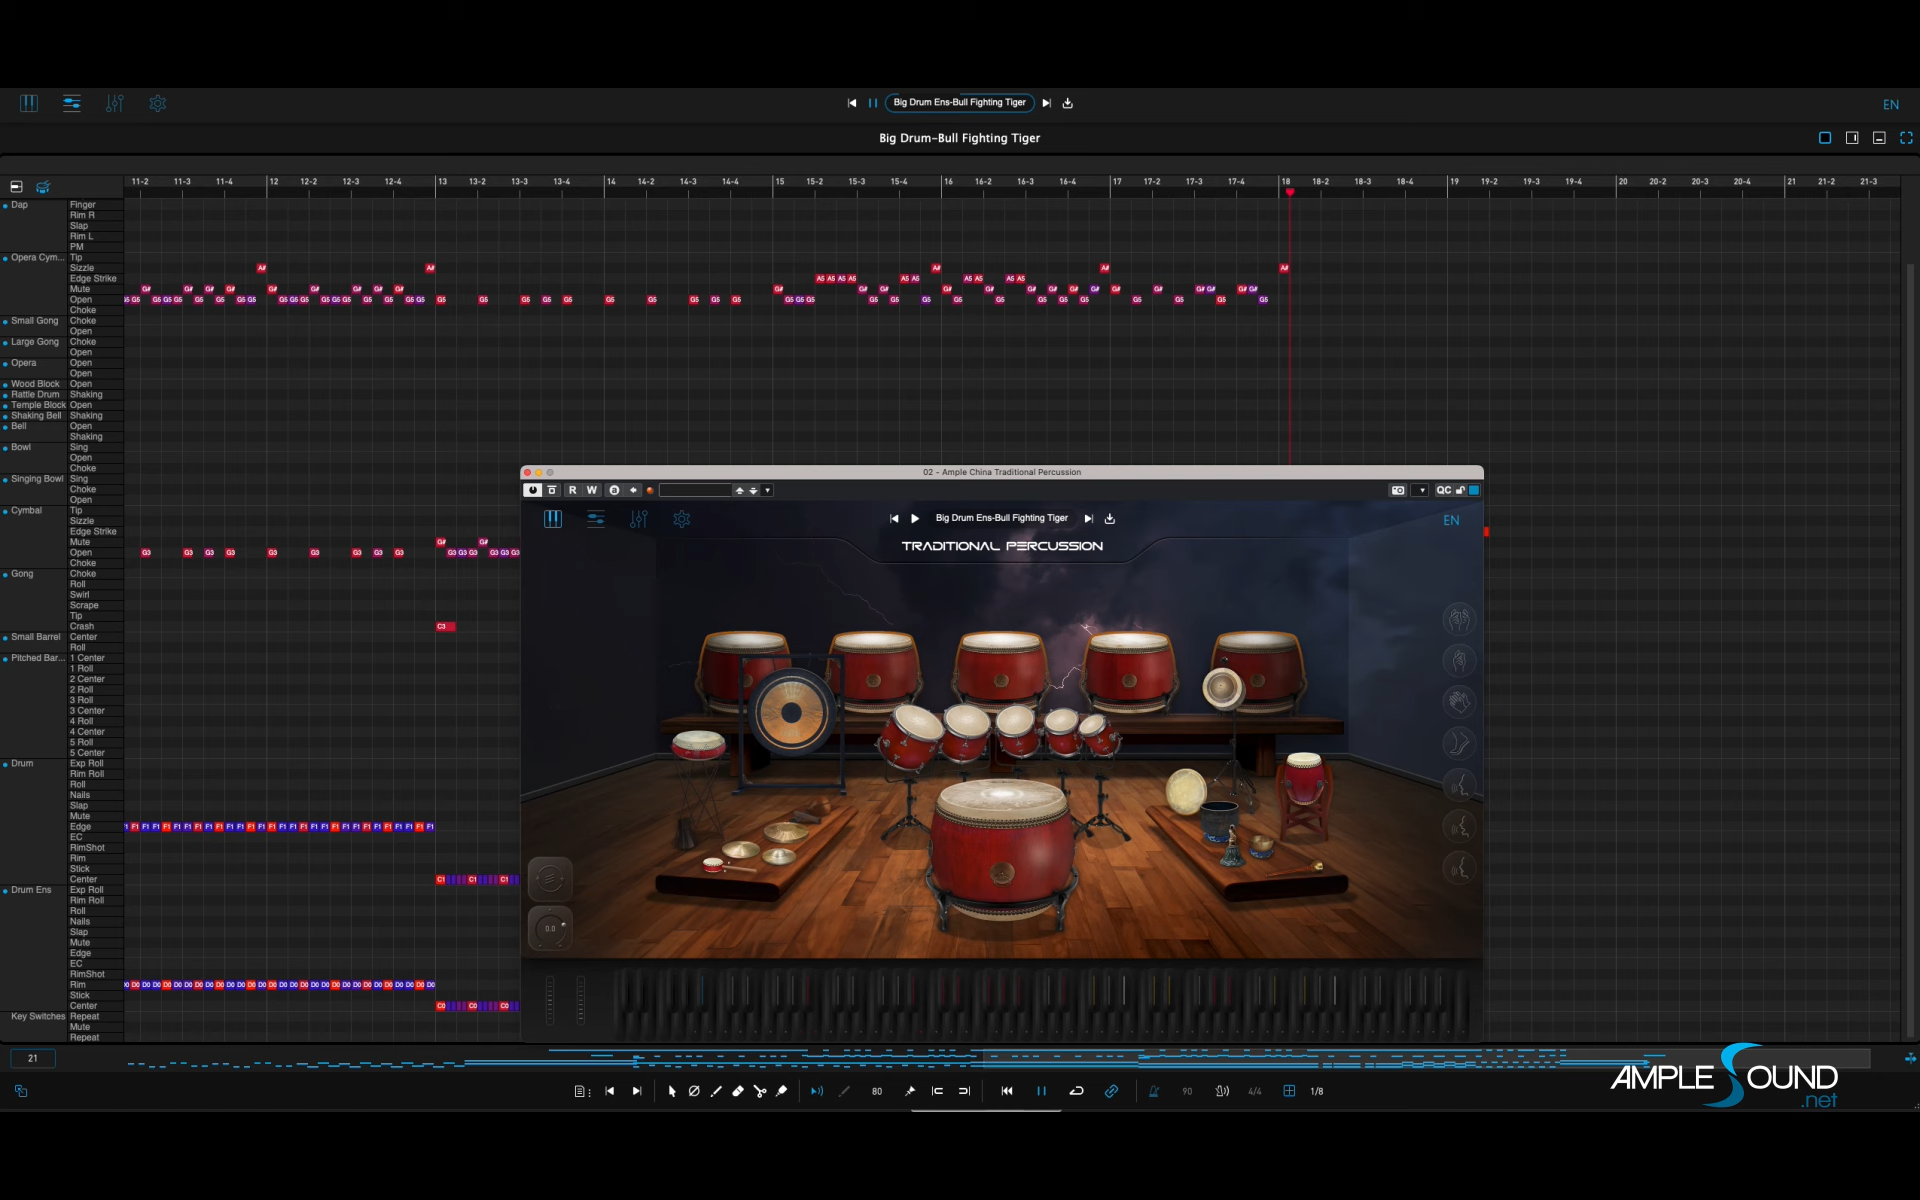 Big Drum Ens-Bull Fighting Tiger
EN
Big Drum-Bull Fighting Tiger
11-2 11-3 11-4 12 12-2 12-3 12-4 13 13-2 13-3 13-4 14 14-2 14-3 14-4 15 15-2 15-3 15-4 16 16-2 16-3 16-4 17 17-2 17-3 17-4 18 18-2 18-3 18-4 19 19-2 19-3 19-4 20 20-2 20-3 20-4 21 21-2 21-3
Dap Finger
Rim R
Slap
Rim L
PM
Opera Cym... Tip
Sizzle
Edge Strike
Mute
Open
Choke
Small Gong Choke
Open
Large Gong Choke
Open
Opera Open
Open
Wood Block Open
Rattle Drum Shaking
Temple Block Open
Shaking Bell Shaking
Bell Open
Shaking
Bowl Sing
Open
Choke
Singing Bowl Sing
Choke
Open
Cymbal Tip
Sizzle
Edge Strike
Mute
Open
Choke
Gong Choke
Roll
Swirl
Scrape
Tip
Crash C3
Small Barrel Center
Roll
Pitched Bar... 1 Center
1 Roll
2 Center
2 Roll
3 Center
3 Roll
4 Center
4 Roll
5 Center
5 Roll
5 Center
Drum Exp Roll
Rim Roll
Roll
Nails
Slap
Mute
Edge
EC
RimShot
Rim
Stick
Center C1 C1 C1
Drum Ens Exp Roll
Rim Roll
Roll
Nails
Slap
Mute
Edge
EC
RimShot
Rim
Stick
Center C0 C0 C0
Key Switches Repeat
Mute
Repeat
02 - Ample China Traditional Percussion
R W a QC
Big Drum Ens-Bull Fighting Tiger
EN
TRADITIONAL PERCUSSION
0.0
21
80 90 4/4 1/8
AMPLE SOUND
.net